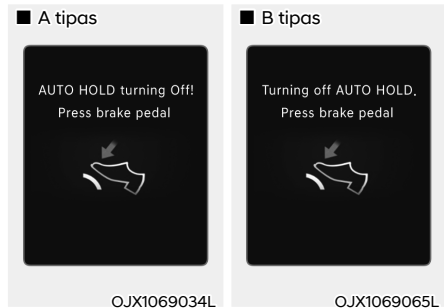 ■ A tipas
AUTO HOLD turning Off!
Press brake pedal
OJX1069034L
■ B tipas
Turning off AUTO HOLD.
Press brake pedal
OJX1069065L